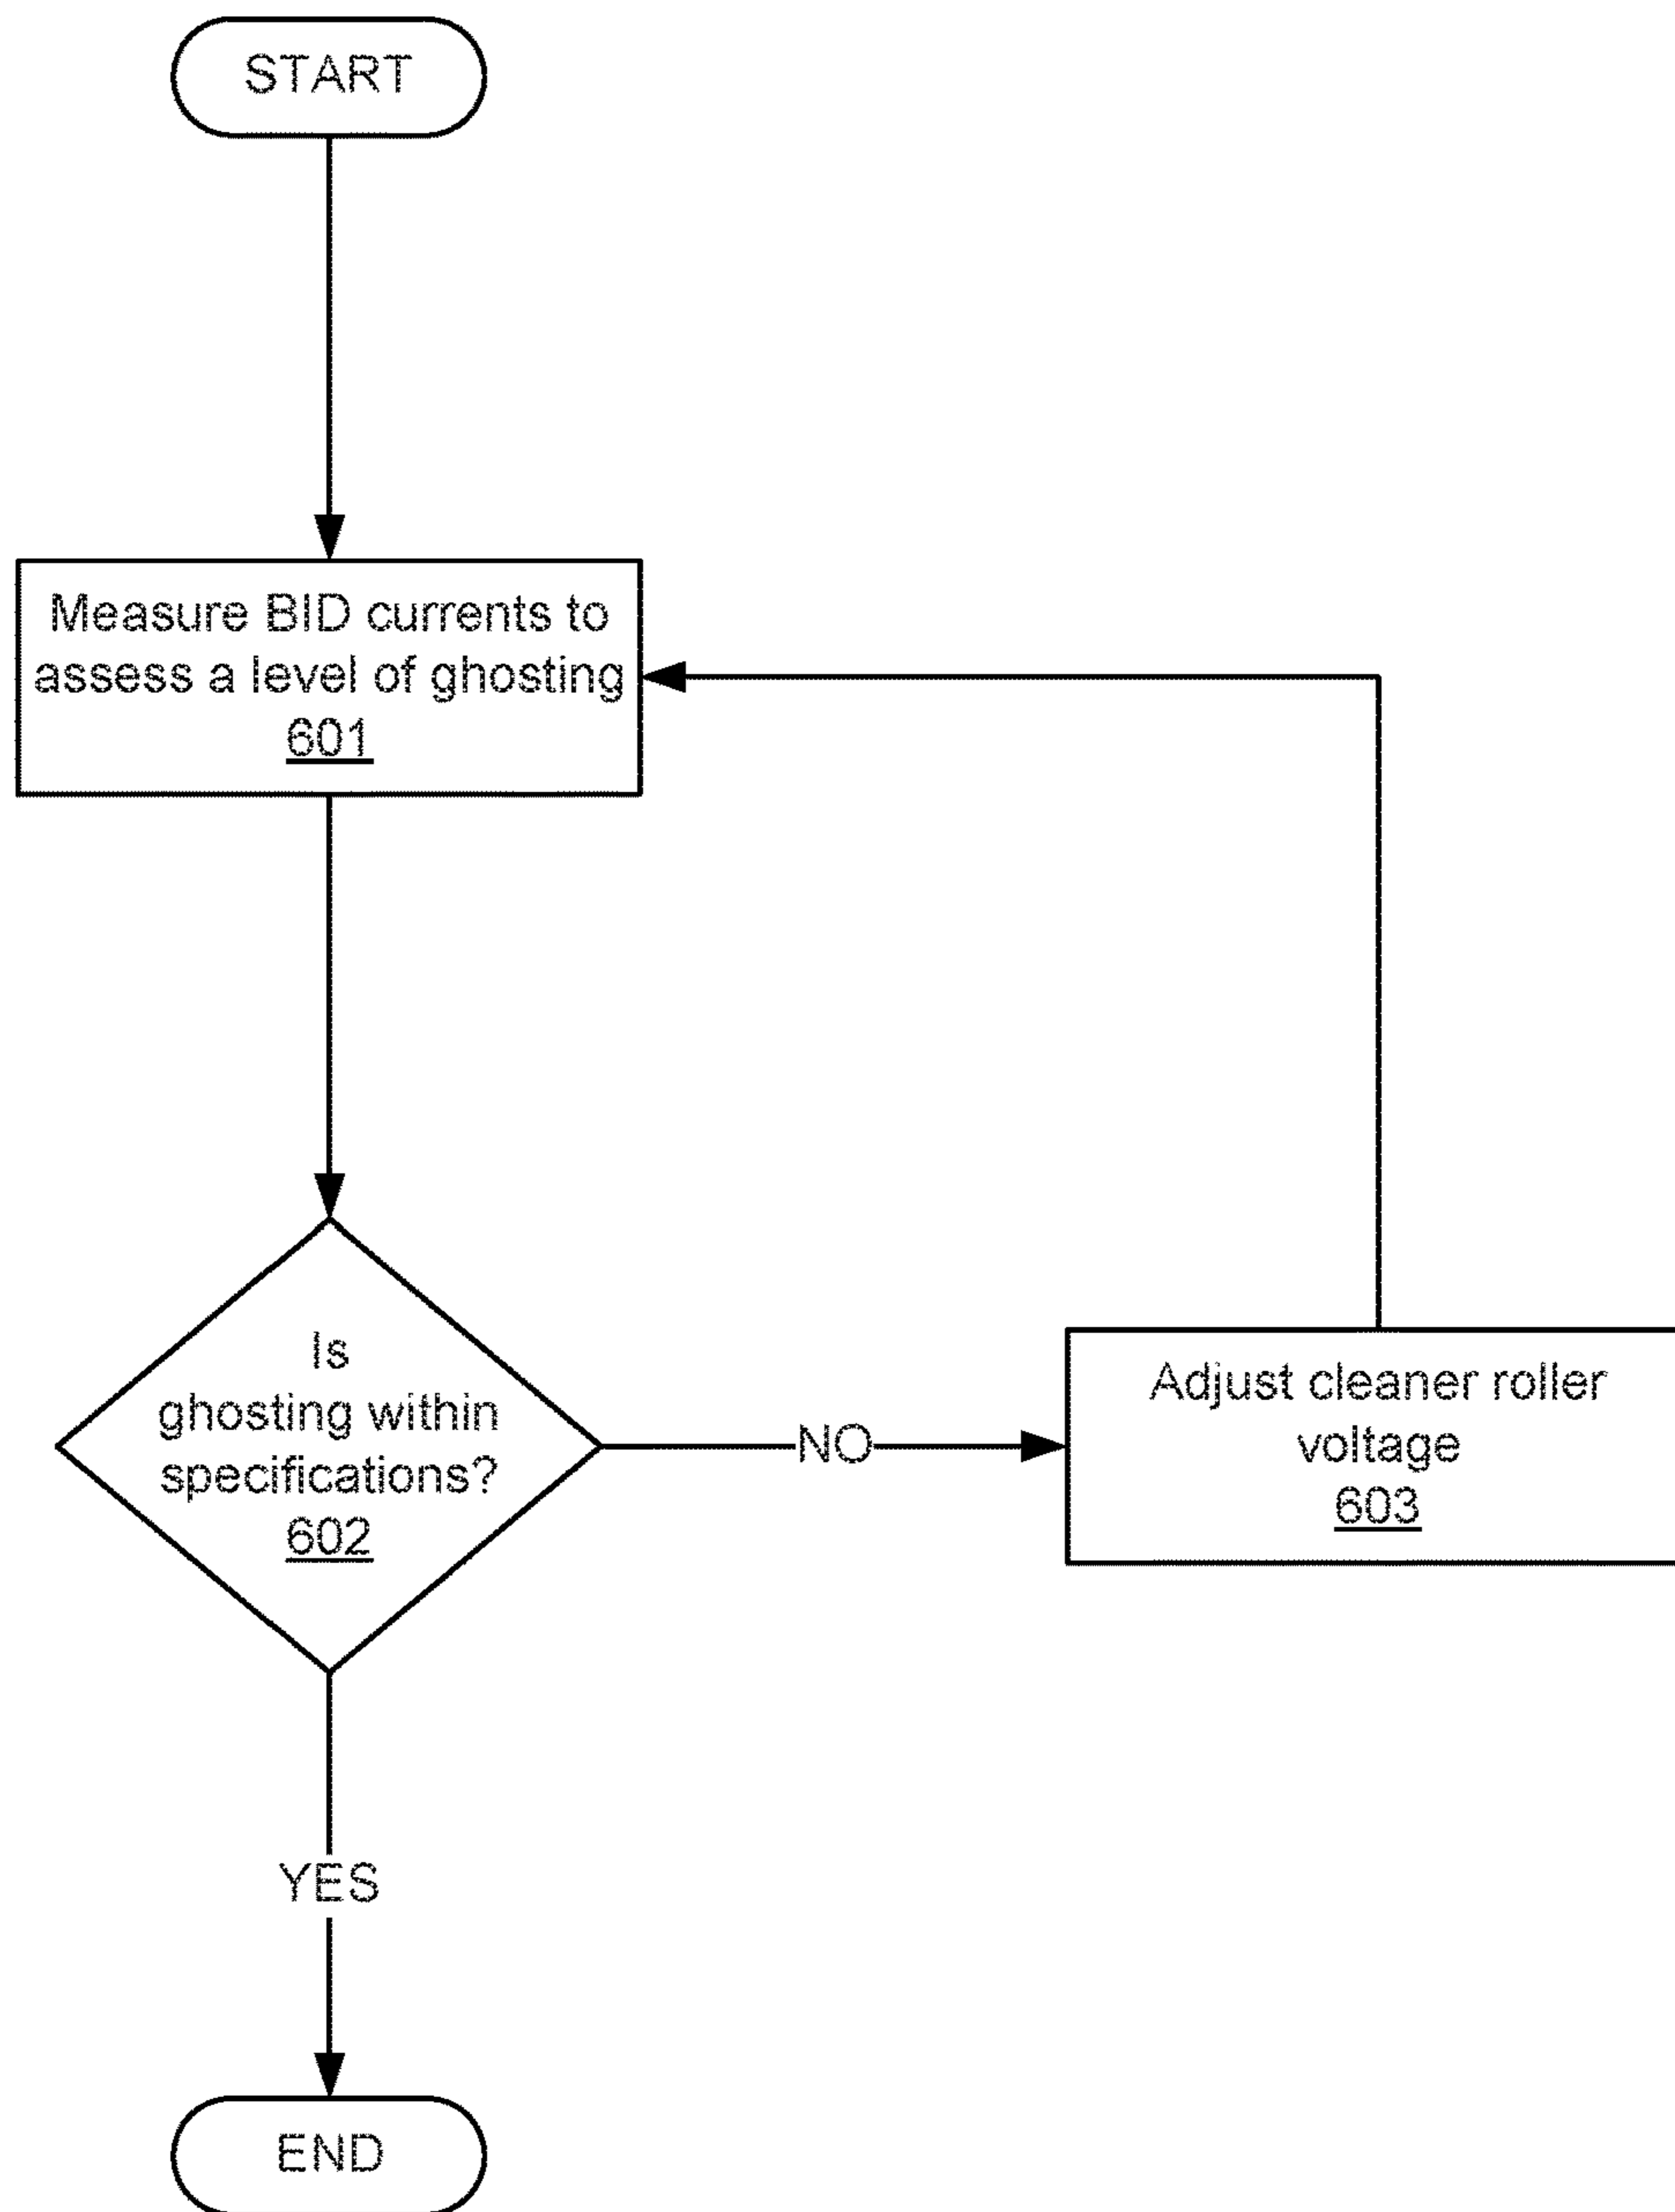 START
Measure BID currents to
assess a level of ghosting
601
Is
ghosting within
specifications?
602
NO
Adjust cleaner roller
voltage
603
YES
END